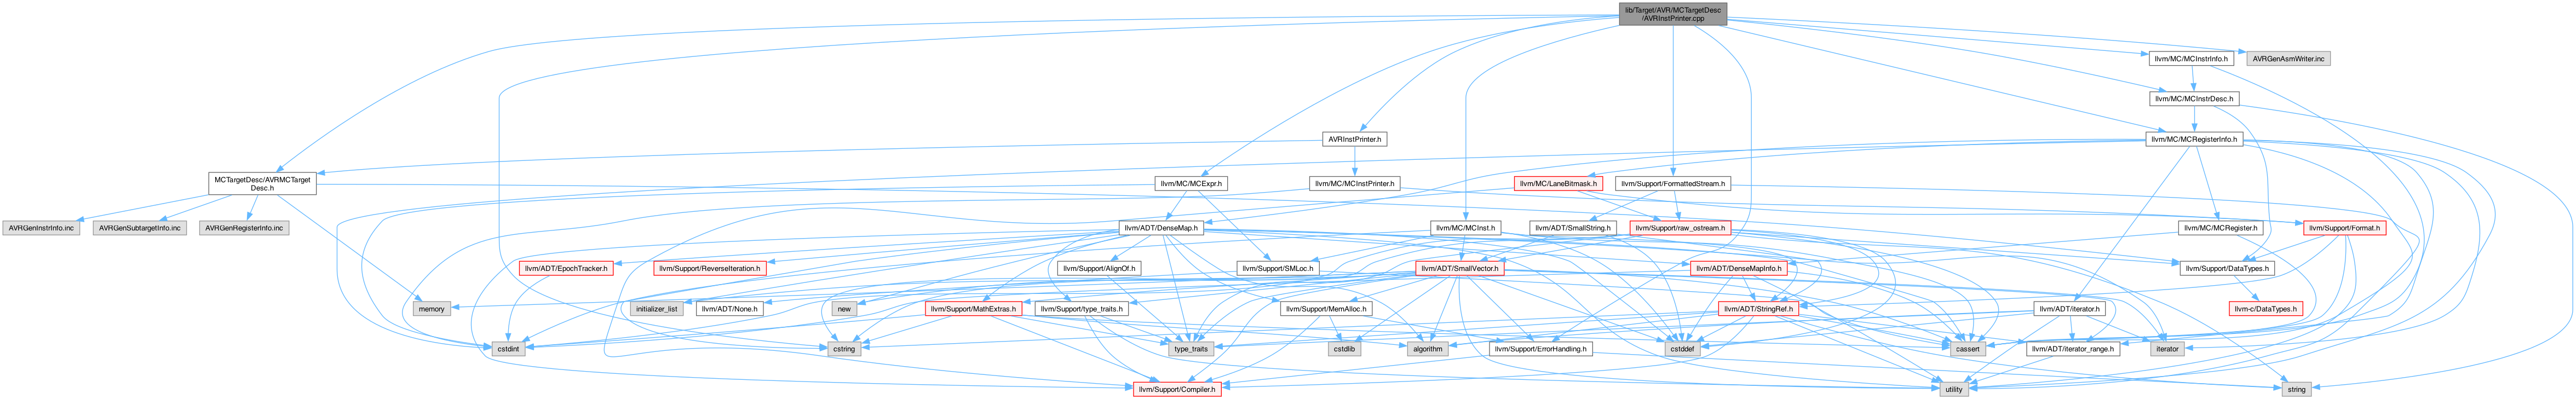 lib/Target/AVR/MCTargetDesc
/AVRInstPrinter.cpp
llvm/MC/MCInstrInfo.h
AVRGenAsmWriter.inc
llvm/MC/MCInstrDesc.h
AVRInstPrinter.h
llvm/MC/MCRegisterInfo.h
MCTargetDesc/AVRMCTarget
Desc.h
llvm/MC/MCExpr.h
llvm/MC/MCInstPrinter.h
llvm/MC/LaneBitmask.h
llvm/Support/FormattedStream.h
AVRGenInstrInfo.inc
AVRGenSubtargetInfo.inc
AVRGenRegisterInfo.inc
llvm/ADT/DenseMap.h
llvm/MC/MCInst.h
llvm/ADT/SmallString.h
llvm/Support/raw_ostream.h
llvm/MC/MCRegister.h
llvm/Support/Format.h
llvm/ADT/EpochTracker.h
llvm/Support/ReverseIteration.h
llvm/Support/AlignOf.h
llvm/Support/SMLoc.h
llvm/ADT/SmallVector.h
llvm/ADT/DenseMapInfo.h
llvm/Support/DataTypes.h
memory
initializer_list
llvm/ADT/None.h
new
llvm/Support/MathExtras.h
llvm/Support/type_traits.h
llvm/Support/MemAlloc.h
llvm/ADT/StringRef.h
llvm/ADT/iterator.h
llvm-c/DataTypes.h
cstdint
cstring
type_traits
cstdlib
algorithm
llvm/Support/ErrorHandling.h
cstddef
cassert
llvm/ADT/iterator_range.h
iterator
llvm/Support/Compiler.h
utility
string